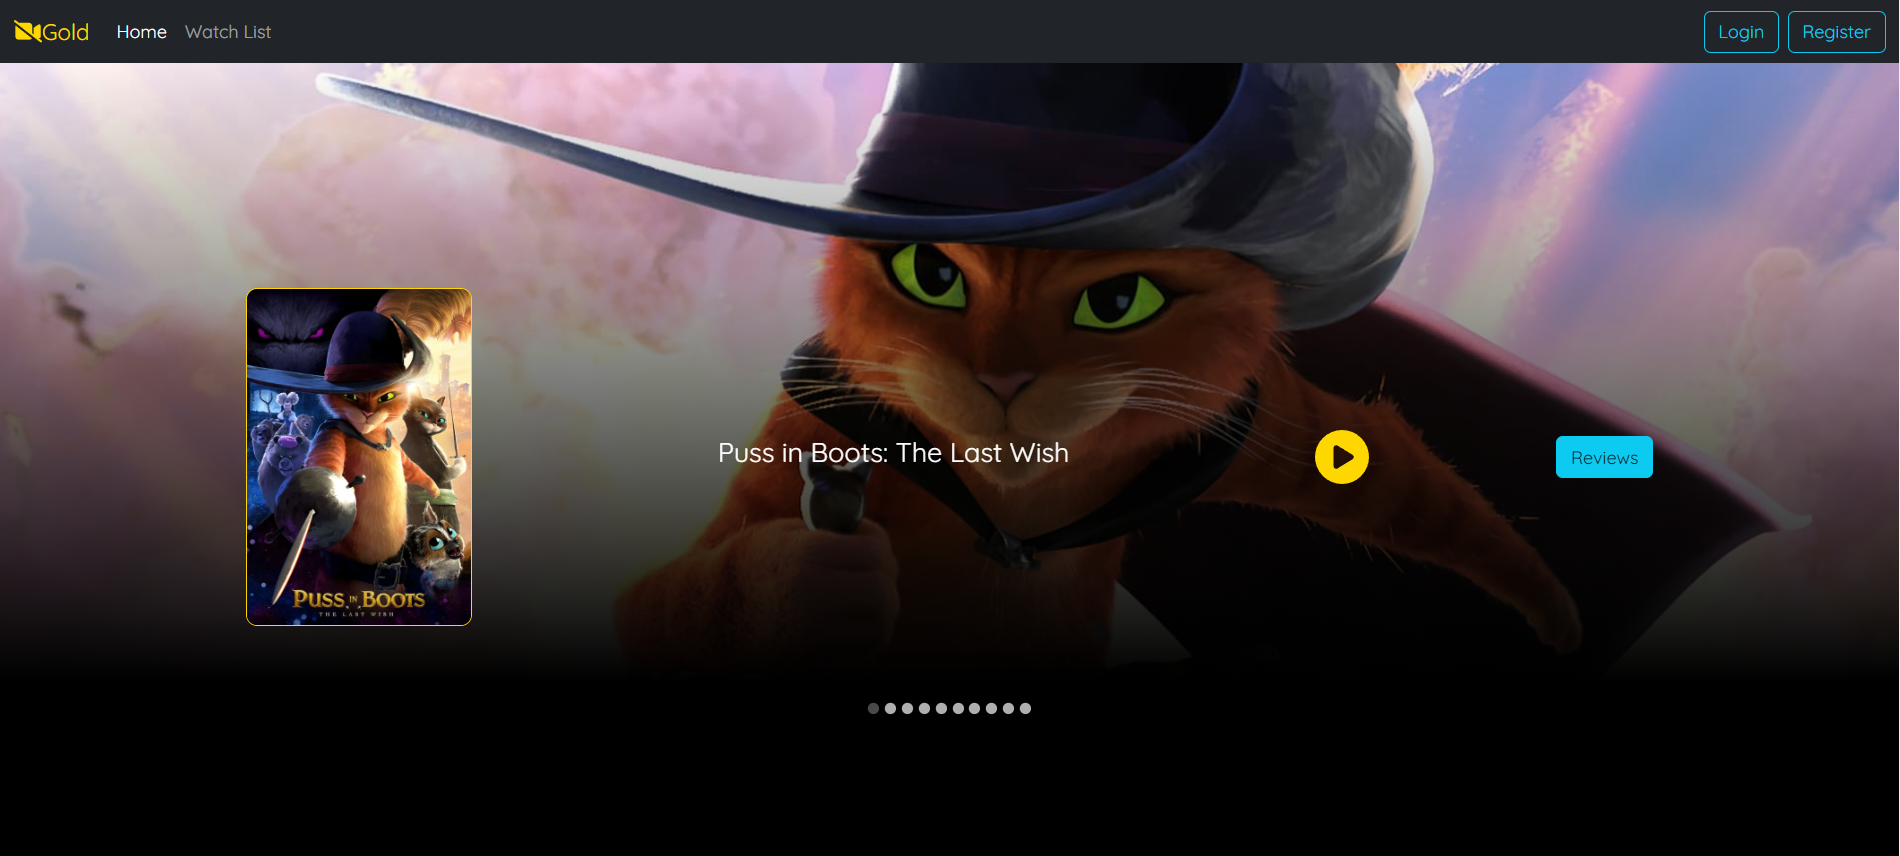 Gold Home Watch List Login Register
Puss in Boots: The Last Wish Reviews
PUSS IN BOOTS
THE LAST WISH